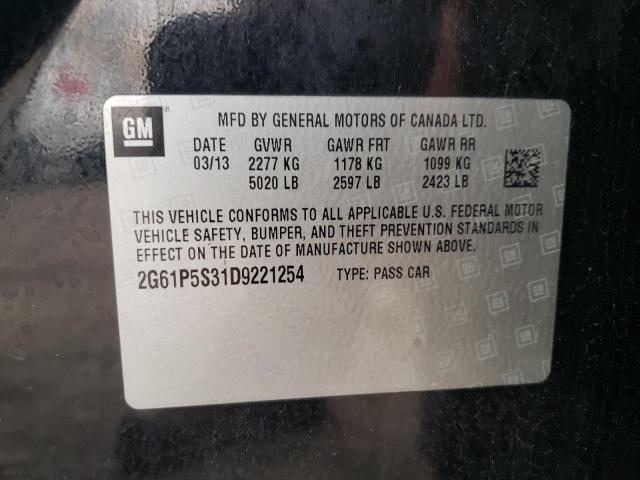 GM ®
MFD BY GENERAL MOTORS OF CANADA LTD.
DATE GVWR GAWR FRT GAWR RR
03/13 2277 KG 1178 KG 1099 KG
5020 LB 2597 LB 2423 LB
THIS VEHICLE CONFORMS TO ALL APPLICABLE U.S. FEDERAL MOTOR
VEHICLE SAFETY, BUMPER, AND THEFT PREVENTION STANDARDS IN
EFFECT ON THE DATE OF MANUFACTURE SHOWN ABOVE.
2G61P5S31D9221254 TYPE: PASS CAR